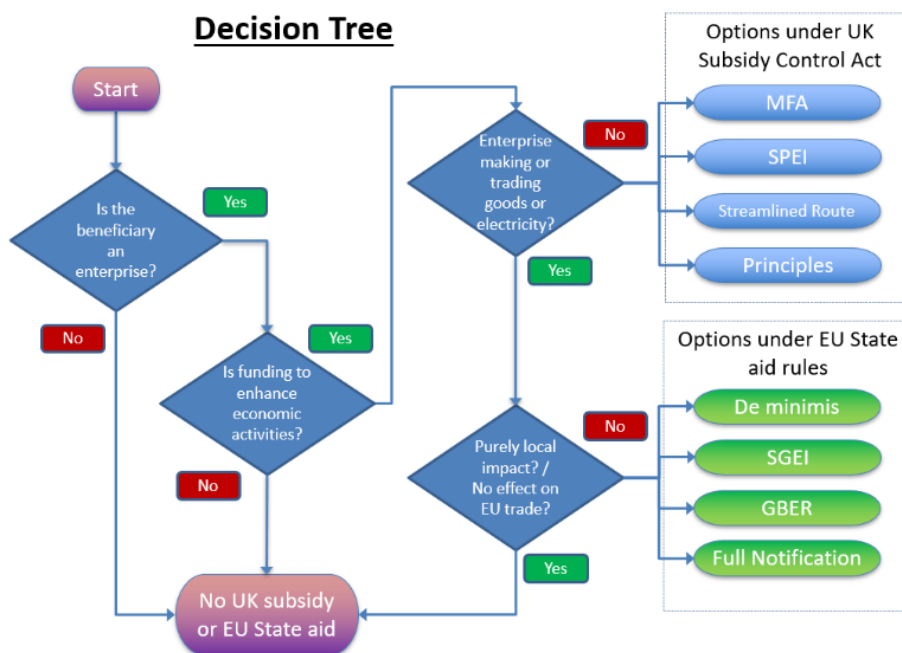 Decision Tree
Start
Is the
beneficiary
an
enterprise?
Yes
No
Is funding to
enhance
economic
activities?
Yes
No
Enterprise
making or
trading
goods or
electricity?
No
Yes
Options under UK
Subsidy Control Act
MFA
SPEI
Streamlined Route
Principles
Purely local
impact? /
No effect on
EU trade?
No
Yes
Options under EU State
aid rules
De minimis
SGEI
GBER
Full Notification
No UK subsidy
or EU State aid